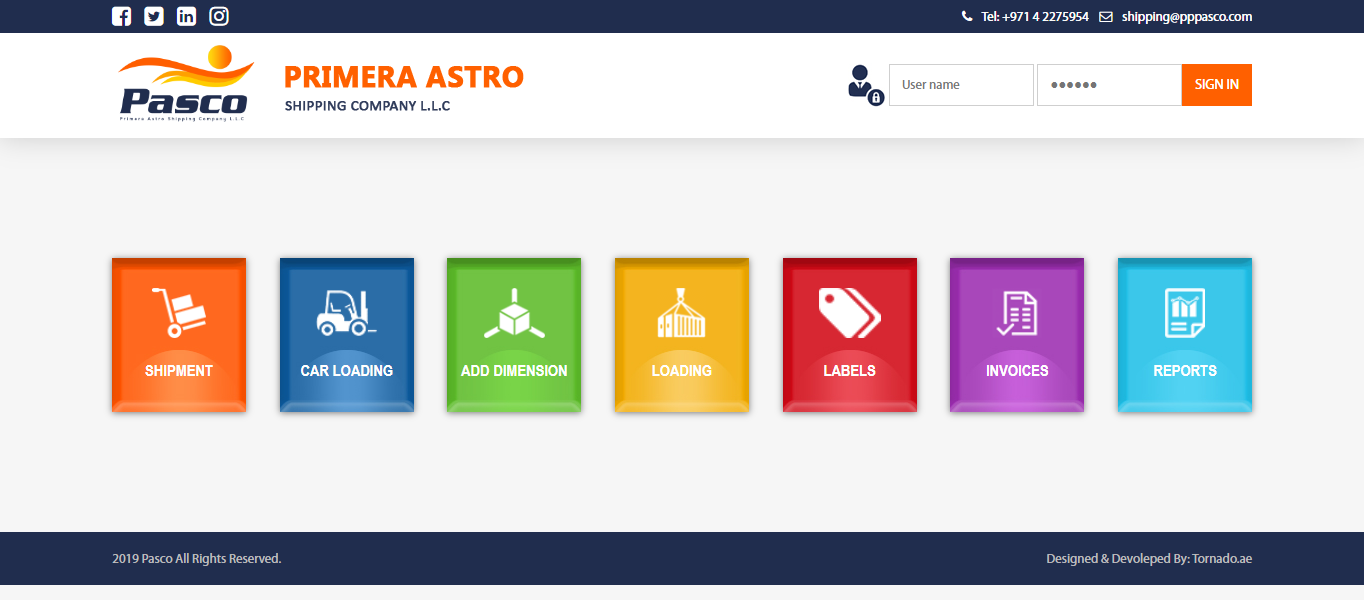 Tel: +971 4 2275954 shipping@pppasco.com
Pasco
Primera Astro Shipping Company L.L.C
PRIMERA ASTRO
SHIPPING COMPANY L.L.C
User name
SIGN IN
SHIPMENT
CAR LOADING
ADD DIMENSION
LOADING
LABELS
INVOICES
REPORTS
2019 Pasco All Rights Reserved.
Designed & Devoleped By: Tornado.ae